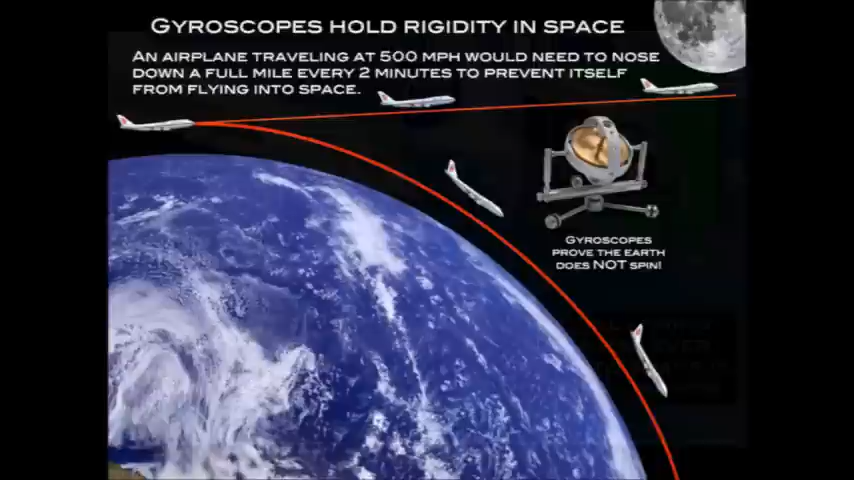 GYROSCOPES HOLD RIGIDITY IN SPACE
AN AIRPLANE TRAVELING AT 500 MPH WOULD NEED TO NOSE
DOWN A FULL MILE EVERY 2 MINUTES TO PREVENT ITSELF
FROM FLYING INTO SPACE.
GYROSCOPES
PROVE THE EARTH
DOES NOT SPIN!